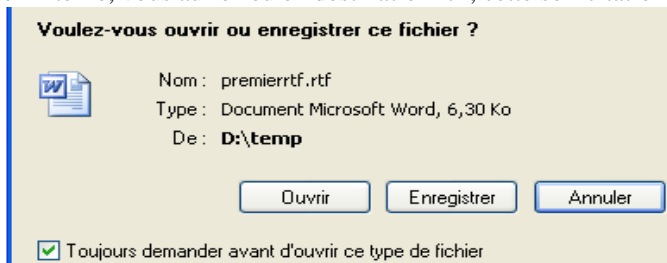 Voulez-vous ouvrir ou enregistrer ce fichier ?
Nom : premierrtf.rtf
Type : Document Microsoft Word, 6,30 Ko
De : D:\temp
Ouvrir Enregistrer Annuler
Toujours demander avant d'ouvrir ce type de fichier